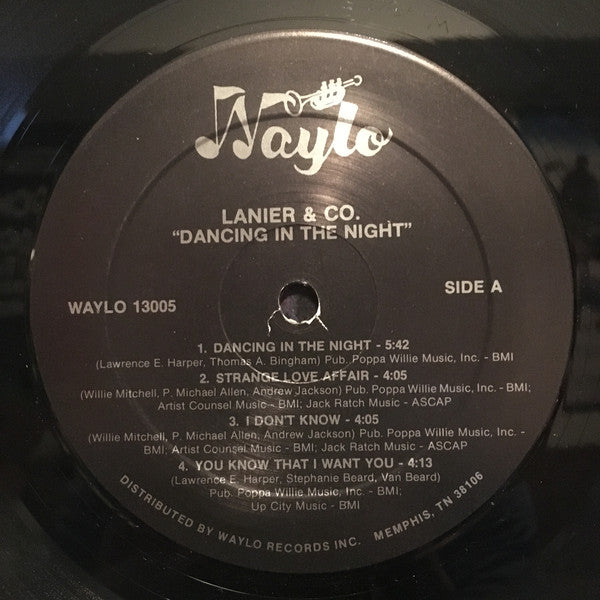 Waylo
LANIER & CO.
“DANCING IN THE NIGHT”
WAYLO 13005
SIDE A
1. DANCING IN THE NIGHT - 5:42
(Lawrence E. Harper, Thomas A. Bingham) Pub. Poppa Willie Music, Inc. - BMI
2. STRANGE LOVE AFFAIR - 4:05
(Willie Mitchell, P. Michael Allen, Andrew Jackson) Pub. Poppa Willie Music, Inc. - BMI;
Artist Counsel Music - BMI; Jack Ratch Music - ASCAP
3. I DON'T KNOW - 4:05
(Willie Mitchell, P. Michael Allen, Andrew Jackson) Pub. Poppa Willie Music, Inc. -
BMI; Artist Counsel Music - BMI; Jack Ratch Music - ASCAP
4. YOU KNOW THAT I WANT YOU - 4:13
(Lawrence E. Harper, Stephanie Beard, Van Beard)
Pub. Poppa Willie Music, Inc. - BMI;
Up City Music - BMI
DISTRIBUTED BY WAYLO RECORDS INC. MEMPHIS, TN 38106